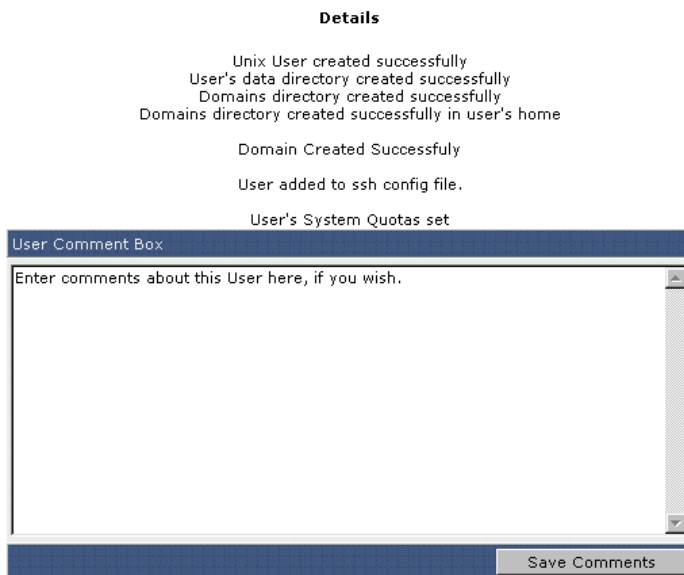 Details
Unix User created successfully
User's data directory created successfully
Domains directory created successfully
Domains directory created successfully in user's home
Domain Created Successfuly
User added to ssh config file.
User's System Quotas set
User Comment Box
Enter comments about this User here, if you wish.
Save Comments